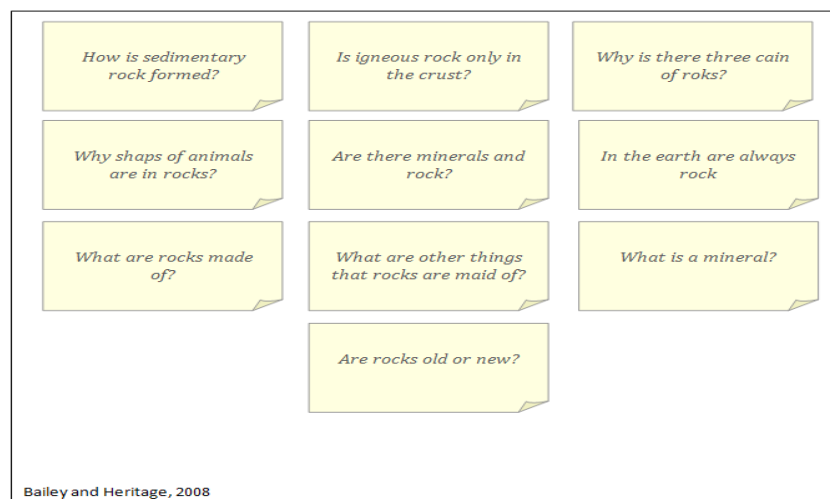 How is sedimentary
rock formed?
Is igneous rock only in
the crust?
Why is there three cain
of roks?
Why shaps of animals
are in rocks?
Are there minerals and
rock?
In the earth are always
rock
What are rocks made
of?
What are other things
that rocks are maid of?
What is a mineral?
Are rocks old or new?
Bailey and Heritage, 2008